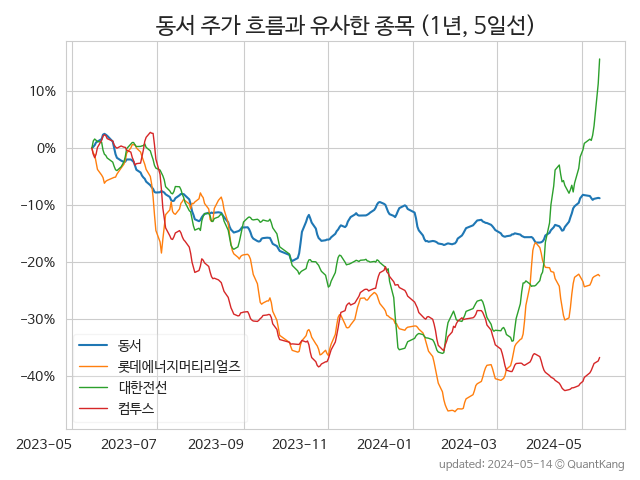 동서 주가 흐름과 유사한 종목 (1년, 5일선)
10%
0%
−10%
−20%
−30%
−40%
동서
롯데에너지머티리얼즈
대한전선
컴투스
2023-05 2023-07 2023-09 2023-11 2024-01 2024-03 2024-05
updated: 2024-05-14 © QuantKang